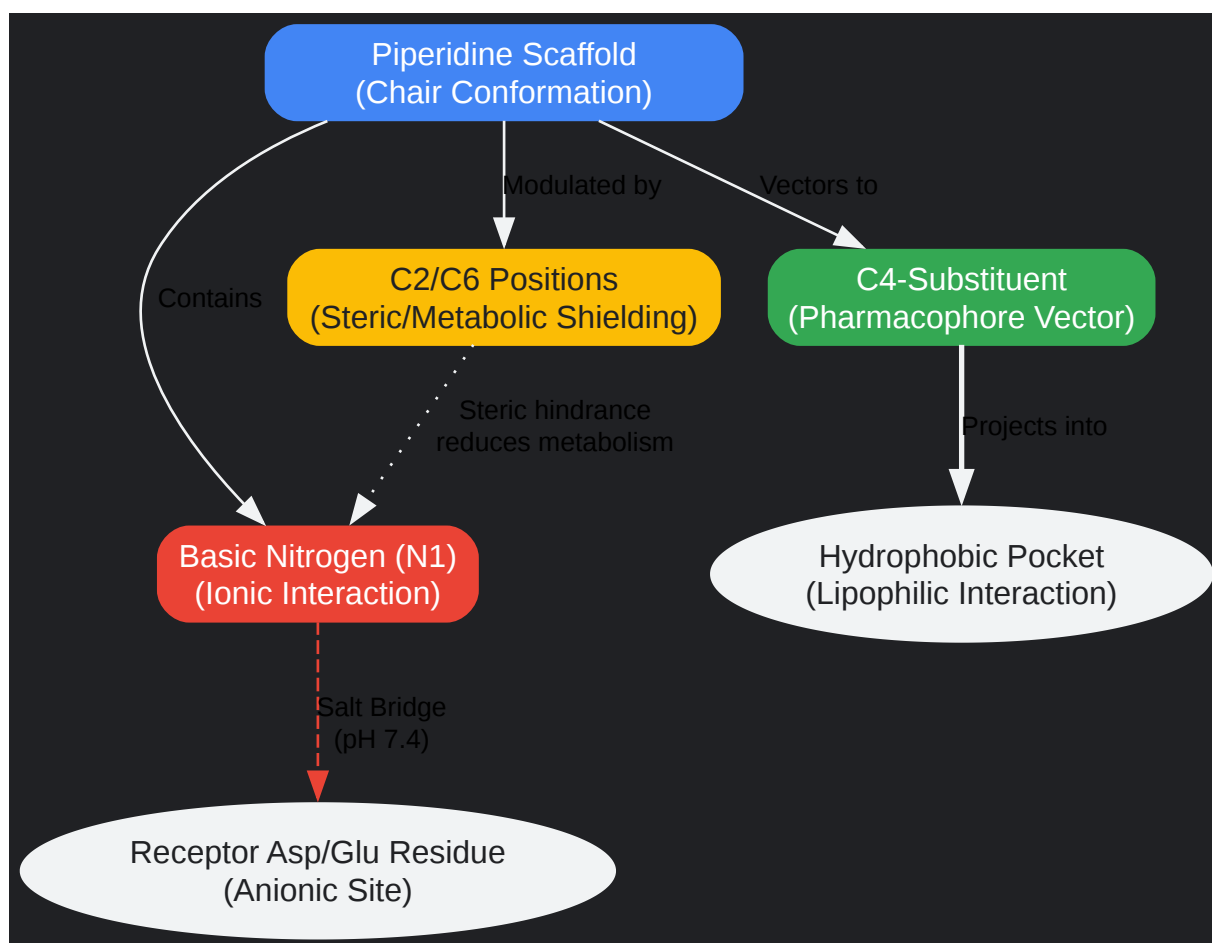 Piperidine Scaffold
(Chair Conformation)
Modulated by
Vectors to
C2/C6 Positions
(Steric/Metabolic Shielding)
C4-Substituent
(Pharmacophore Vector)
Contains
Steric hindrance
reduces metabolism
Projects into
Basic Nitrogen (N1)
(Ionic Interaction)
Hydrophobic Pocket
(Lipophilic Interaction)
Salt Bridge
(pH 7.4)
Receptor Asp/Glu Residue
(Anionic Site)